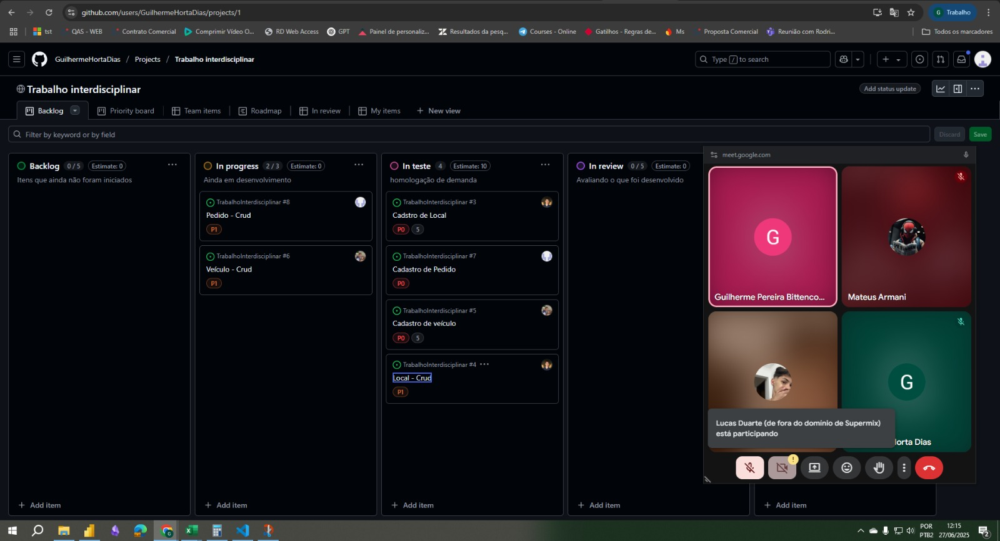 github.com/users/GuilhermeHortaDias/projects/1
Trabalho
tst
QAS - WEB
Contrato Comercial
Comprimir Vídeo O...
RD Web Access
GPT
Painel de personaliz...
Resultados da pesq...
Courses - Online
Gatilhos - Regras de...
Ms
Proposta Comercial
Reunião com Rodri...
Todos os marcadores
GuilhermeHortaDias / Projects / Trabalho interdisciplinar
Type / to search
Trabalho interdisciplinar
Add status update
Backlog
Priority board
Team items
Roadmap
In review
My items
New view
Filter by keyword or by field
Discard
Save
Backlog 0 / 5 Estimate: 0
Itens que ainda não foram iniciados
Add item
In progress 2 / 3 Estimate: 0
Ainda em desenvolvimento
TrabalhoInterdisciplinar #8
Pedido - Crud
P1
TrabalhoInterdisciplinar #6
Veículo - Crud
P1
Add item
In teste 4 Estimate: 10
homologação de demanda
TrabalhoInterdisciplinar #3
Cadstro de Local
P0 5
TrabalhoInterdisciplinar #7
Cadastro de Pedido
P0
TrabalhoInterdisciplinar #5
Cadastro de veículo
P0 5
TrabalhoInterdisciplinar #4
Local - Crud
P1
Add item
In review 0 / 5 Estimate: 0
Avaliando o que foi desenvolvido
Add item
Add item
meet.google.com
G
Guilherme Pereira Bittenco...
Mateus Armani
G
Horta Dias
Lucas Duarte (de fora do domínio de Supermix)
está participando
POR
PTB2
12:15
27/06/2025
2